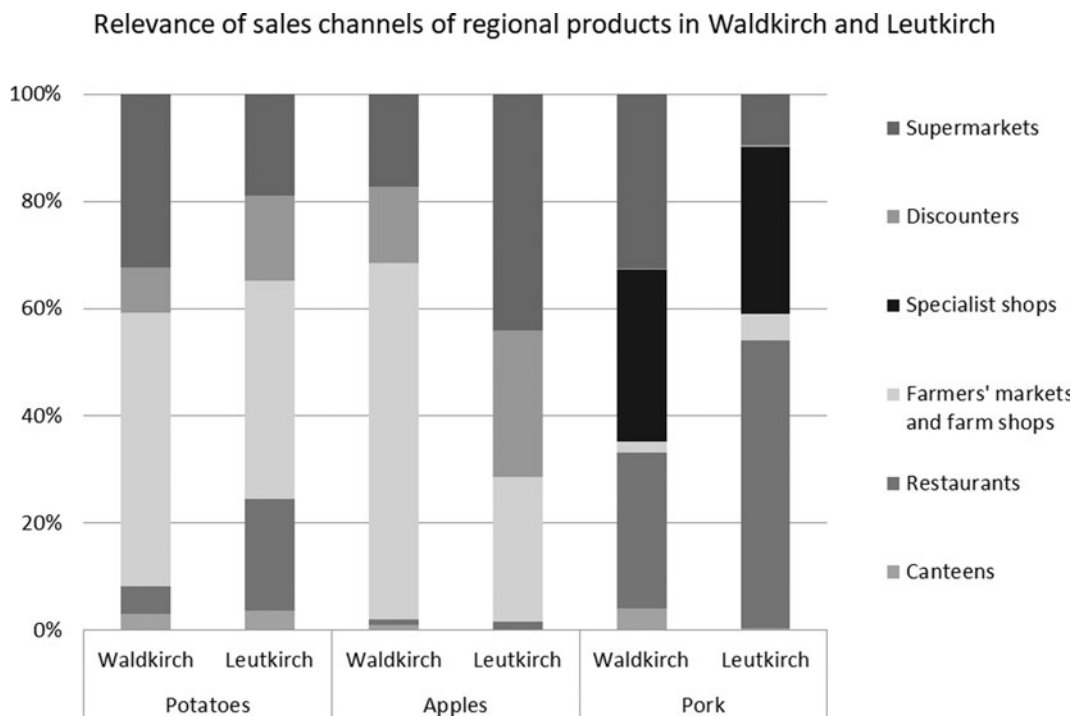 Relevance of sales channels of regional products in Waldkirch and Leutkirch
100%
80%
60%
40%
20%
0%
Waldkirch Leutkirch Waldkirch Leutkirch Waldkirch Leutkirch
Potatoes Apples Pork
Supermarkets
Discounters
Specialist shops
Farmers' markets
and farm shops
Restaurants
Canteens